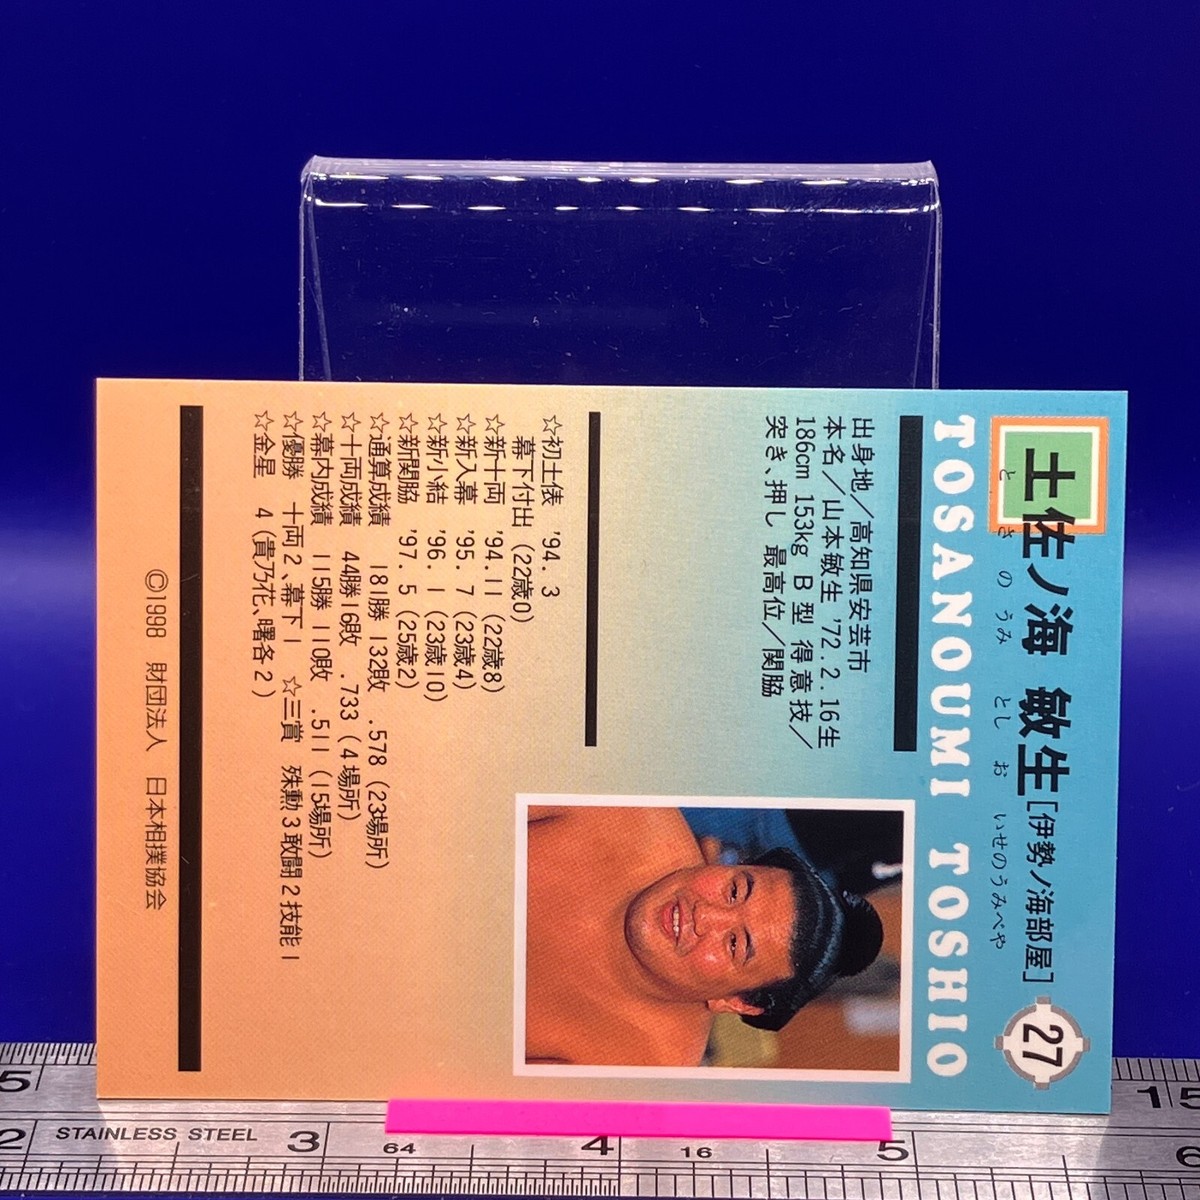 土佐ノ海 敏生[伊勢ノ海部屋]
とさのうみ としお いせのうみべや
27
TOSANOUMI TOSHIO
出身地/高知県安芸市
本名/山本敏生 '72.2.16生
186cm 153kg B型 得意技/
突き、押し 最高位/関脇
☆初土俵 '94.3
幕下付出 (22歳0)
☆新十両 '94.11 (22歳8)
☆新入幕 '95.7 (23歳4)
☆新小結 '96.1 (23歳10)
☆新関脇 '97.5 (25歳2)
☆通算成績 181勝 132敗 .578 (23場所)
☆十両成績 44勝16敗 .733 (4場所)
☆幕内成績 115勝 110敗 .511 (15場所)
☆優勝 十両2、幕下1 ☆三賞 殊勲3敢闘2技能1
☆金星 4 (貴乃花、曙各2)
©1998 財団法人 日本相撲協会
5 15
2 STAINLESS STEEL 3 64 4 16 5 6